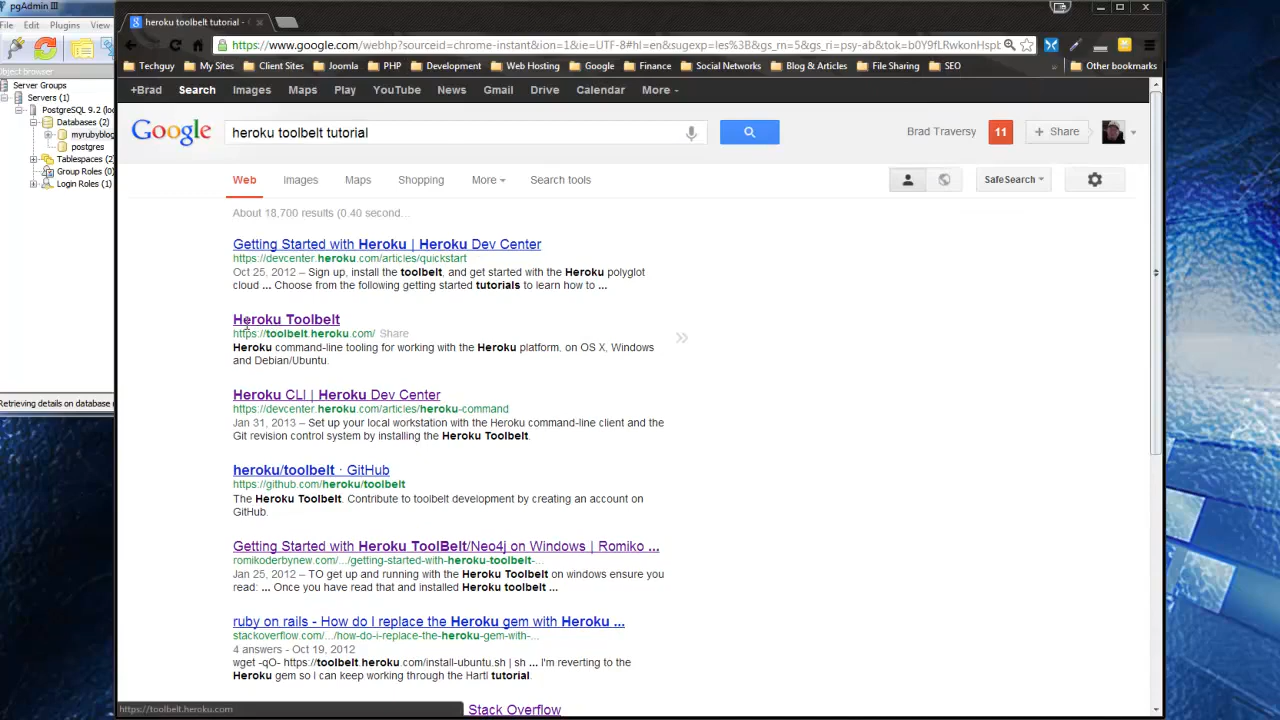 pgAdmin III
File Edit View Plugins
Object browser
Server Groups
Servers (1)
PostgreSQL 9.2 (loc
Databases (2)
myrubyblog
postgres
Tablespaces (2)
Group Roles (0)
Login Roles (1)
Retrieving details on database
heroku toolbelt tutorial -
https://www.google.com/webhp?sourceid=chrome-instant&ion=1&ie=UTF-8#hl=en&sugexp=les%3B&gs_rn=5&gs_ri=psy-ab&tok=b0Y9fLRwkonHspb
Techguy My Sites Client Sites Joomla PHP Development Web Hosting Google Finance Social Networks Blog & Articles File Sharing SEO » Other bookmarks
+Brad Search Images Maps Play YouTube News Gmail Drive Calendar More
Google heroku toolbelt tutorial Brad Traversy 11 + Share
Web Images Maps Shopping More Search tools SafeSearch
About 18,700 results (0.40 second...
Getting Started with Heroku | Heroku Dev Center
https://devcenter.heroku.com/articles/quickstart
Oct 25, 2012 – Sign up, install the toolbelt, and get started with the Heroku polyglot
cloud ... Choose from the following getting started tutorials to learn how to ...
Heroku Toolbelt
https://toolbelt.heroku.com/ Share
Heroku command-line tooling for working with the Heroku platform, on OS X, Windows
and Debian/Ubuntu.
Heroku CLI | Heroku Dev Center
https://devcenter.heroku.com/articles/heroku-command
Jan 31, 2013 – Set up your local workstation with the Heroku command-line client and the
Git revision control system by installing the Heroku Toolbelt.
heroku/toolbelt · GitHub
https://github.com/heroku/toolbelt
The Heroku Toolbelt. Contribute to toolbelt development by creating an account on
GitHub.
Getting Started with Heroku ToolBelt/Neo4j on Windows | Romiko ...
romikoderbynew.com/.../getting-started-with-heroku-toolbelt-...
Jan 25, 2012 – TO get up and running with the Heroku Toolbelt on windows ensure you
read: ... Once you have read that and installed Heroku toolbelt ...
ruby on rails - How do I replace the Heroku gem with Heroku ...
stackoverflow.com/.../how-do-i-replace-the-heroku-gem-with-...
4 answers - Oct 19, 2012
wget -qO- https://toolbelt.heroku.com/install-ubuntu.sh | sh ... I'm reverting to the
Heroku gem so I can keep working through the Hartl tutorial.
Stack Overflow
https://toolbelt.heroku.com